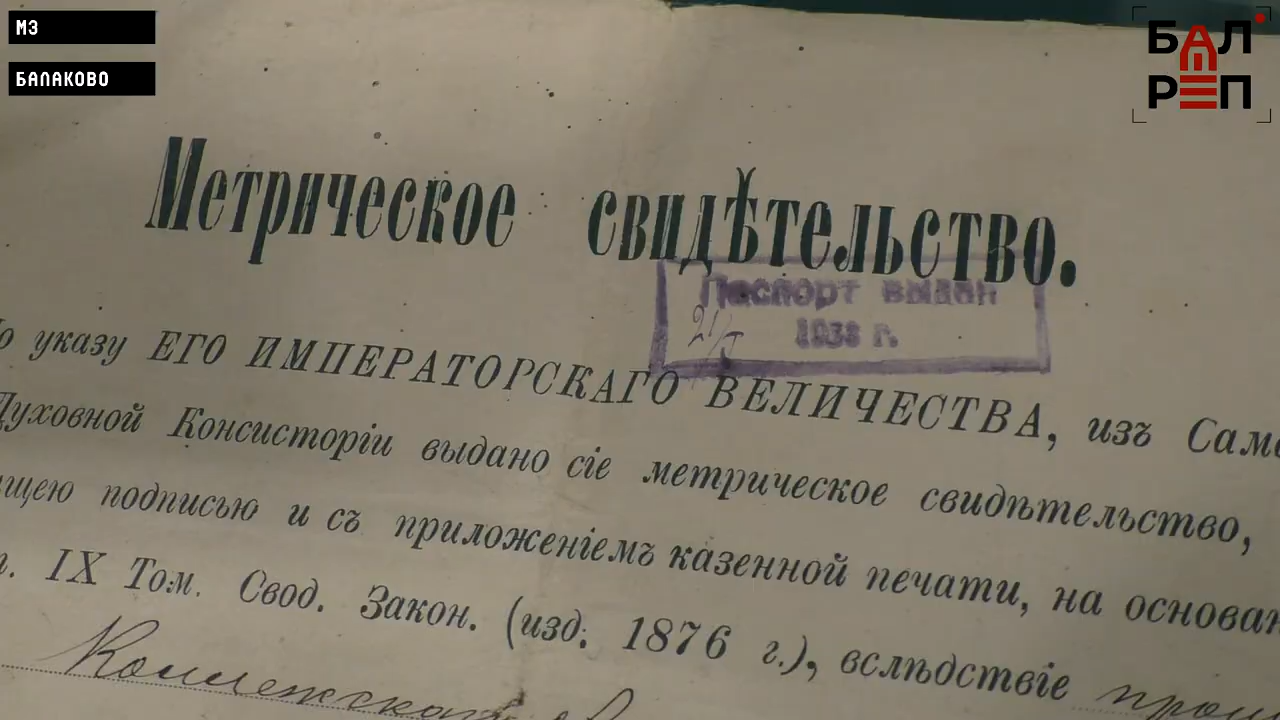 МЗ
БАЛАКОВО
БАЛ
РЕП
Метрическое свидѣтельство.
Паспорт выдан
1938 г.
По указу ЕГО ИМПЕРАТОРСКАГО ВЕЛИЧЕСТВА, изъ Сам
Духовной Консисторіи выдано сіе метрическое свидѣтельство,
щею подписью и съ приложеніемъ казенной печати, на основан
IX Том. Свод. Закон. (изд. 1876 г.), вслѣдствіе